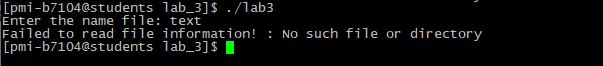 [pmi-b7104@students lab_3]$ ./lab3
Enter the name file: text
Failed to read file information! : No such file or directory
[pmi-b7104@students lab_3]$